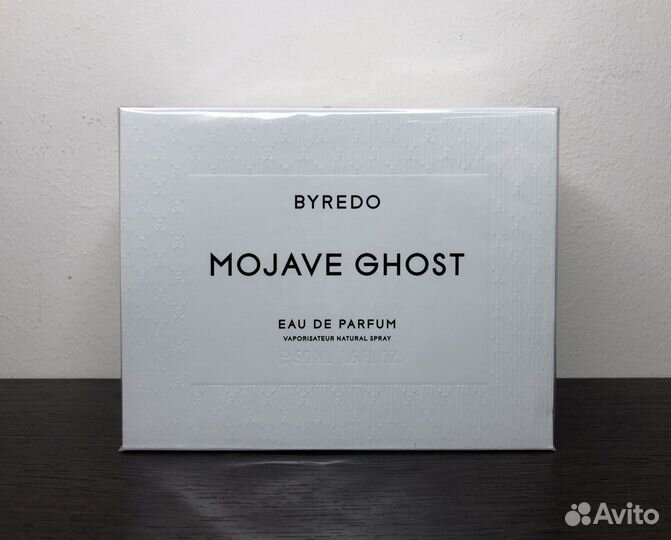 BYREDO
MOJAVE GHOST
EAU DE PARFUM
VAPORISATEUR NATURAL SPRAY
Avito